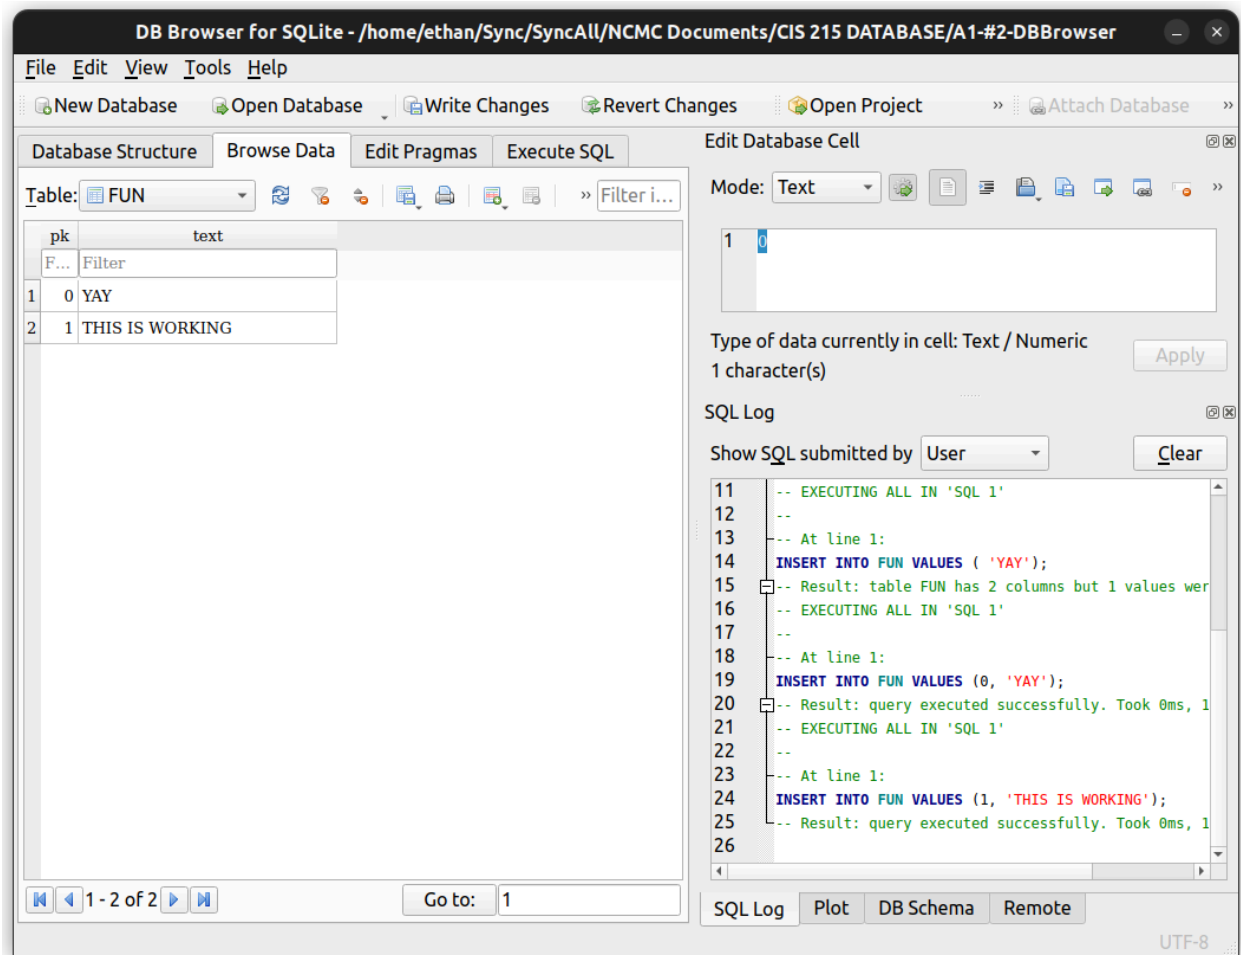 DB Browser for SQLite - /home/ethan/Sync/SyncAll/NCMC Documents/CIS 215 DATABASE/A1-#2-DBBrowser
File Edit View Tools Help
New Database Open Database Write Changes Revert Changes Open Project » Attach Database »
Database Structure Browse Data Edit Pragmas Execute SQL
Table: FUN » Filter i...
pk text
F... Filter
1 0 YAY
2 1 THIS IS WORKING
1 - 2 of 2 Go to: 1
Edit Database Cell
Mode: Text »
1 0
Type of data currently in cell: Text / Numeric
1 character(s)
Apply
SQL Log
Show SQL submitted by User Clear
11 -- EXECUTING ALL IN 'SQL 1'
12 --
13 -- At line 1:
14 INSERT INTO FUN VALUES ( 'YAY');
15 -- Result: table FUN has 2 columns but 1 values wer
16 -- EXECUTING ALL IN 'SQL 1'
17 --
18 -- At line 1:
19 INSERT INTO FUN VALUES (0, 'YAY');
20 -- Result: query executed successfully. Took 0ms, 1
21 -- EXECUTING ALL IN 'SQL 1'
22 --
23 -- At line 1:
24 INSERT INTO FUN VALUES (1, 'THIS IS WORKING');
25 -- Result: query executed successfully. Took 0ms, 1
26
SQL Log Plot DB Schema Remote
UTF-8